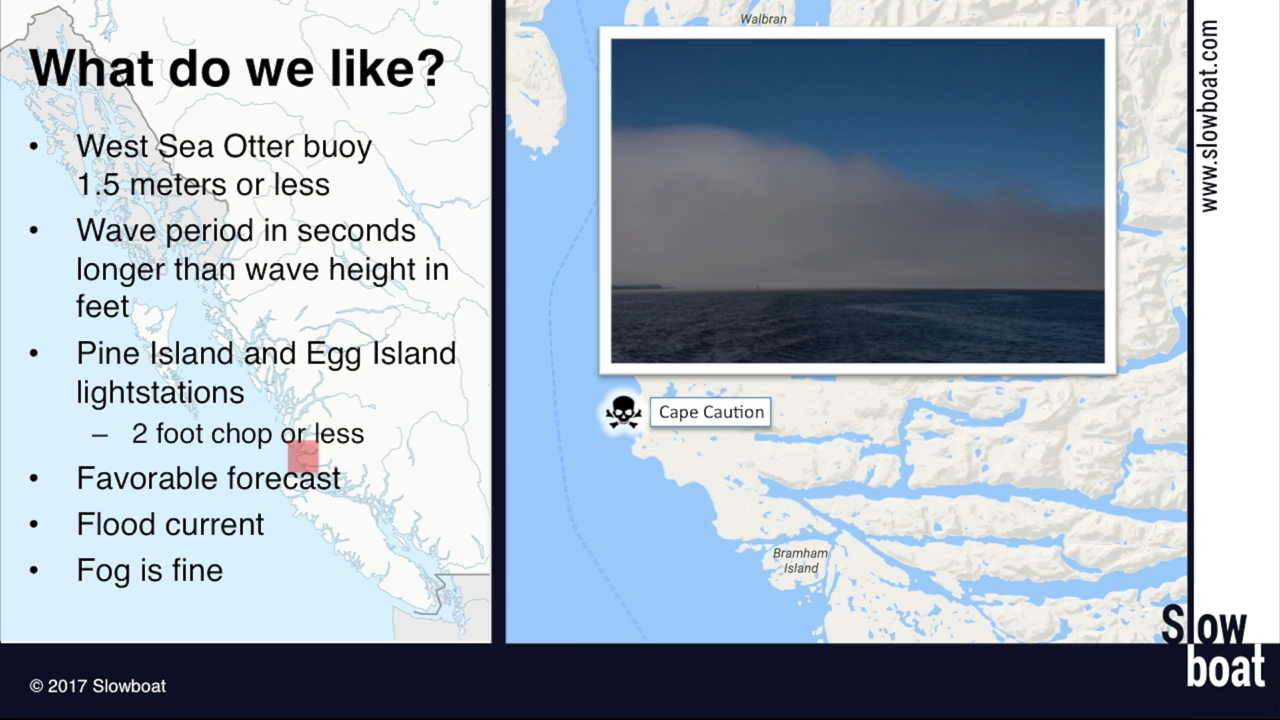 What do we like?
• West Sea Otter buoy
1.5 meters or less
• Wave period in seconds
longer than wave height in
feet
• Pine Island and Egg Island
lightstations
– 2 foot chop or less
• Favorable forecast
• Flood current
• Fog is fine
Walbran
Cape Caution
Bramham
Island
www.slowboat.com
Slow
boat
© 2017 Slowboat